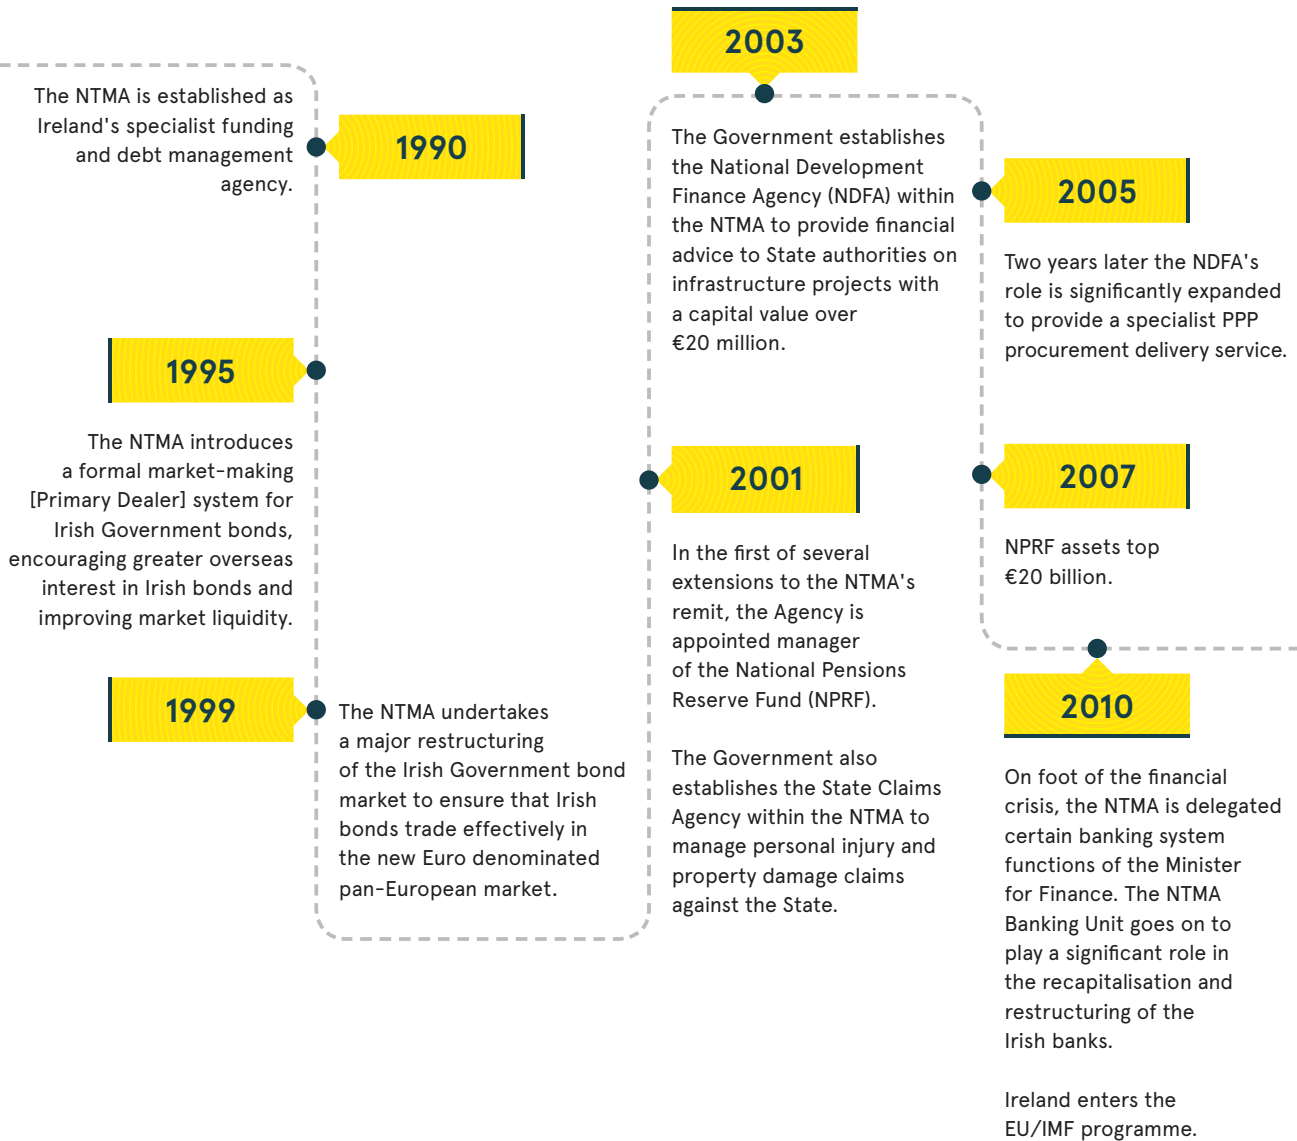 1990
The NTMA is established as
Ireland's specialist funding
and debt management
agency.
1995
The NTMA introduces
a formal market-making
[Primary Dealer] system for
Irish Government bonds,
encouraging greater overseas
interest in Irish bonds and
improving market liquidity.
1999
The NTMA undertakes
a major restructuring
of the Irish Government bond
market to ensure that Irish
bonds trade effectively in
the new Euro denominated
pan-European market.
2001
In the first of several
extensions to the NTMA's
remit, the Agency is
appointed manager
of the National Pensions
Reserve Fund (NPRF).
The Government also
establishes the State Claims
Agency within the NTMA to
manage personal injury and
property damage claims
against the State.
2003
The Government establishes
the National Development
Finance Agency (NDFA) within
the NTMA to provide financial
advice to State authorities on
infrastructure projects with
a capital value over
€20 million.
2005
Two years later the NDFA's
role is significantly expanded
to provide a specialist PPP
procurement delivery service.
2007
NPRF assets top
€20 billion.
2010
On foot of the financial
crisis, the NTMA is delegated
certain banking system
functions of the Minister
for Finance. The NTMA
Banking Unit goes on to
play a significant role in
the recapitalisation and
restructuring of the
Irish banks.
Ireland enters the
EU/IMF programme.